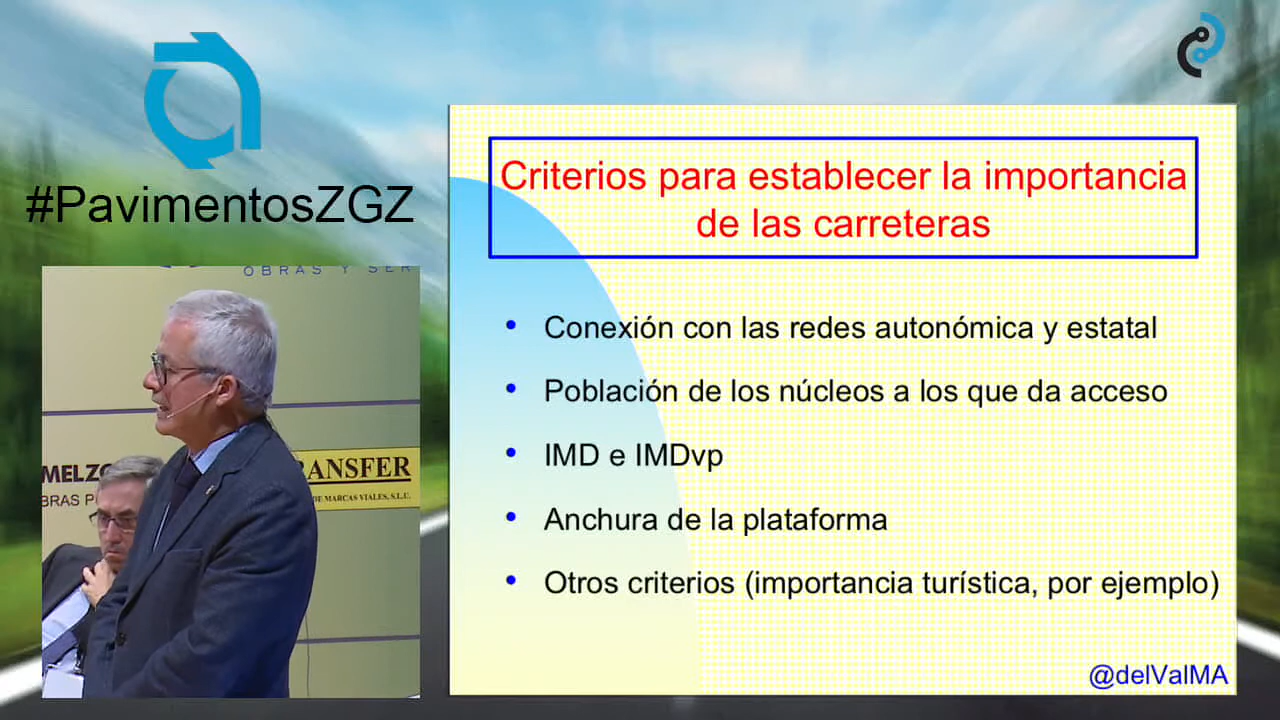 #PavimentosZGZ
OBRAS Y SER
MELZ
BRAS P
ANSFER
DE MARCAS VIALES, S.L.C.
Criterios para establecer la importancia
de las carreteras
• Conexión con las redes autonómica y estatal
• Población de los núcleos a los que da acceso
• IMD e IMDvp
• Anchura de la plataforma
• Otros criterios (importancia turística, por ejemplo)
@delValMA